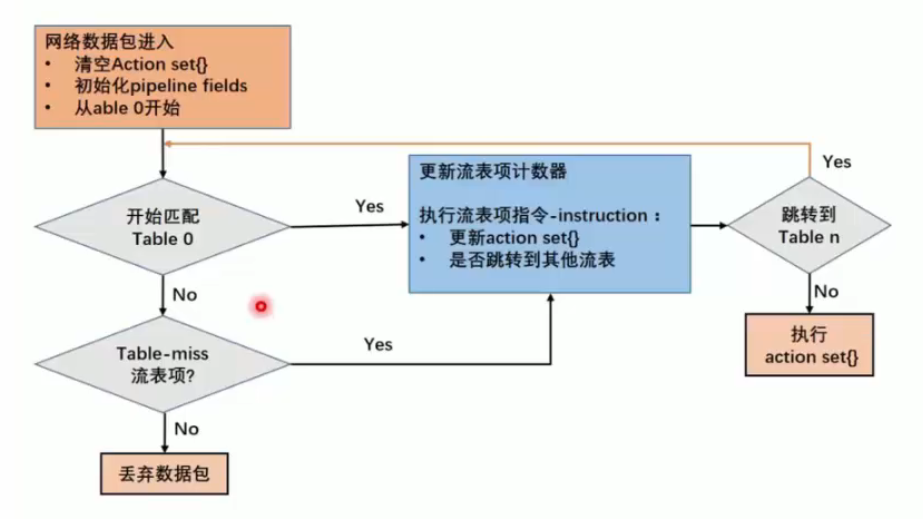 网络数据包进入
• 清空Action set{}
• 初始化pipeline fields
• 从able 0开始
开始匹配
Table 0
Yes
No
Table-miss
流表项?
Yes
No
丢弃数据包
更新流表项计数器
执行流表项指令-instruction：
• 更新action set{}
• 是否跳转到其他流表
跳转到
Table n
Yes
No
执行
action set{}